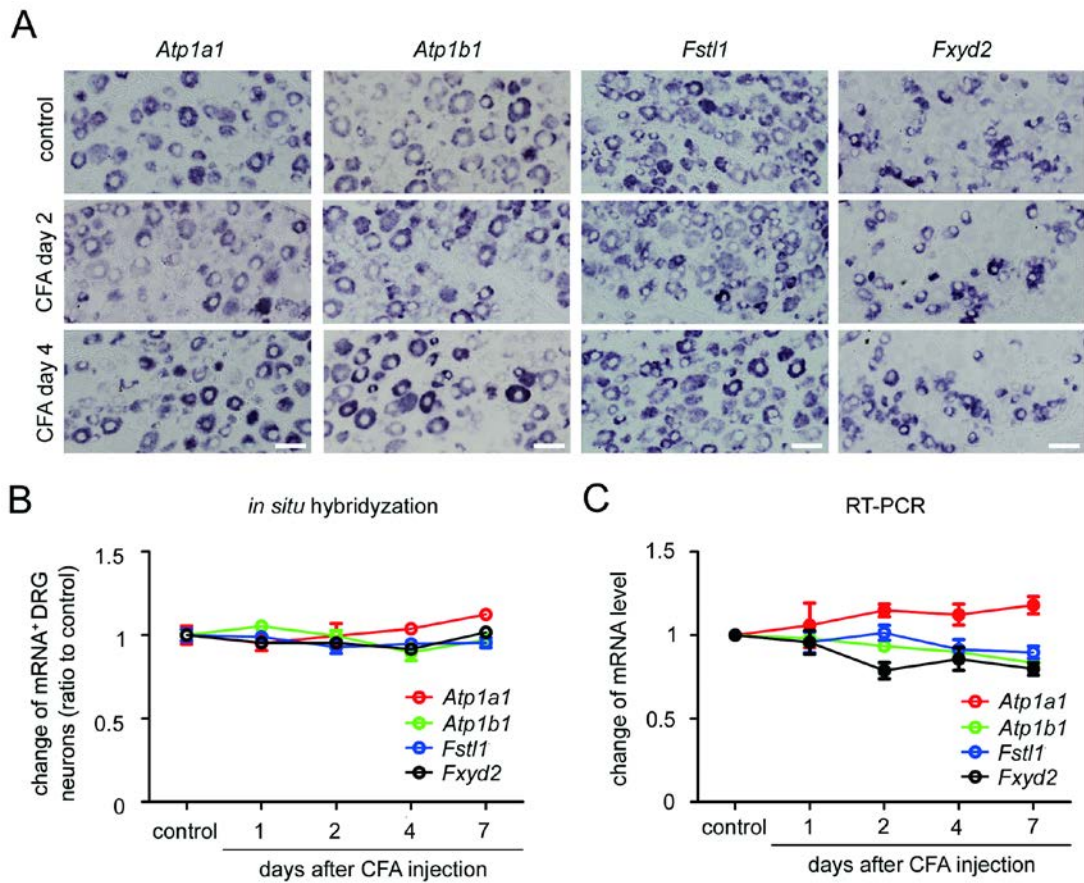 A
Atp1a1 Atp1b1 Fstl1 Fxyd2
control
CFA day 2
CFA day 4
B
in situ hybridyzation
change of mRNA⁺ DRG
neurons (ratio to control)
1.5
1
0.5
0
Atp1a1
Atp1b1
Fstl1
Fxyd2
control 1 2 4 7
days after CFA injection
C
RT-PCR
change of mRNA level
1.5
1
0.5
0
Atp1a1
Atp1b1
Fstl1
Fxyd2
control 1 2 4 7
days after CFA injection